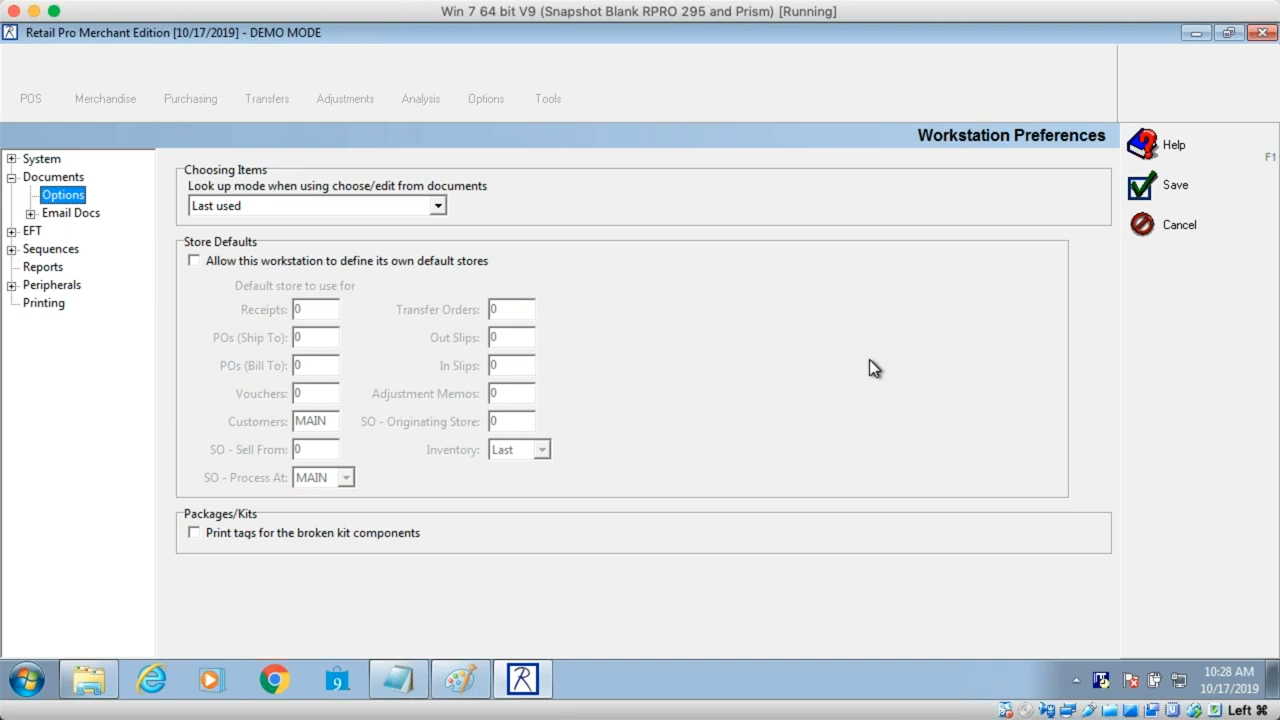 Win 7 64 bit V9 (Snapshot Blank RPRO 295 and Prism) [Running]
Retail Pro Merchant Edition [10/17/2019] - DEMO MODE
POS Merchandise Purchasing Transfers Adjustments Analysis Options Tools
Workstation Preferences
Help F1
Save
Cancel
System
Documents
Options
Email Docs
EFT
Sequences
Reports
Peripherals
Printing
Choosing Items
Look up mode when using choose/edit from documents
Last used
Store Defaults
Allow this workstation to define its own default stores
Default store to use for
Receipts: 0 Transfer Orders: 0
POs (Ship To): 0 Out Slips: 0
POs (Bill To): 0 In Slips: 0
Vouchers: 0 Adjustment Memos: 0
Customers: MAIN SO - Originating Store: 0
SO - Sell From: 0 Inventory: Last
SO - Process At: MAIN
Packages/Kits
Print tags for the broken kit components
9
10:28 AM
10/17/2019
Left ⌘